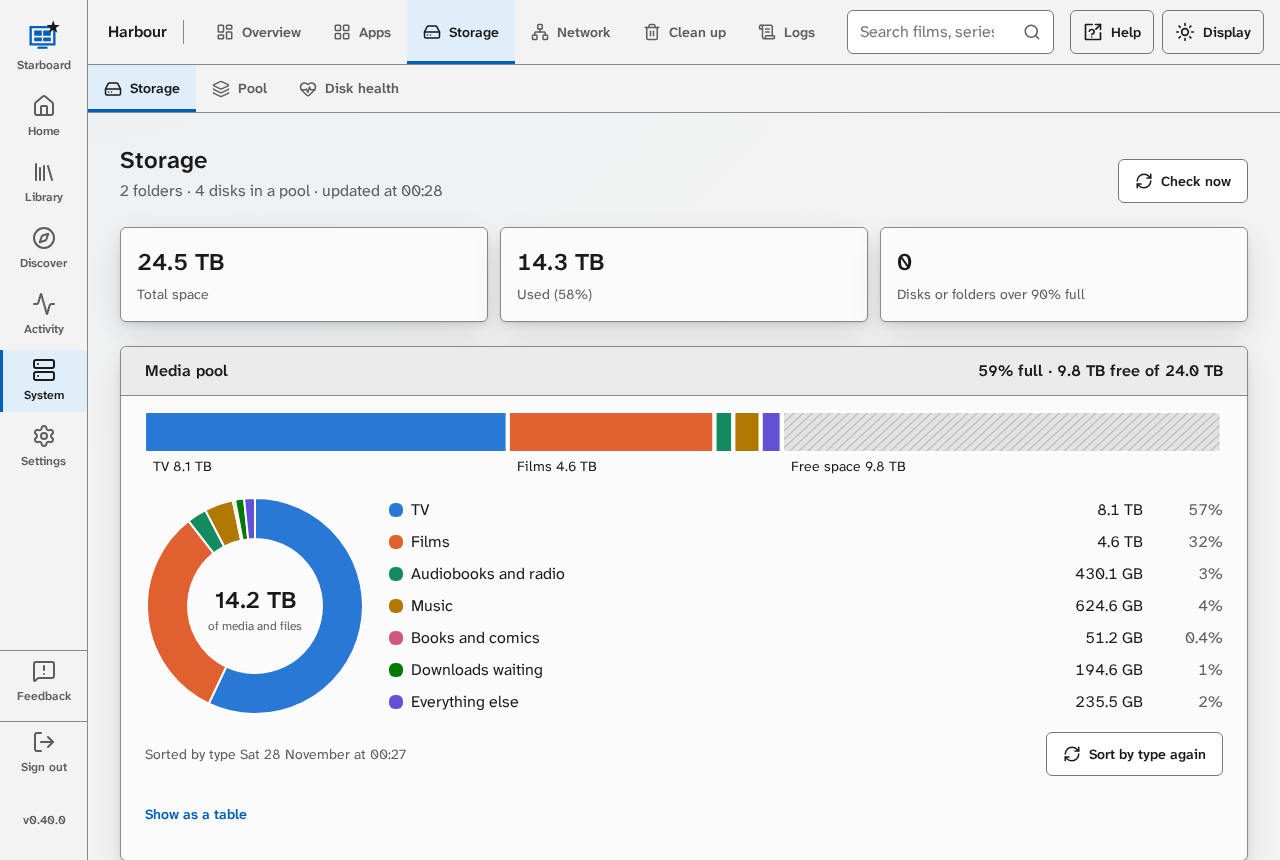 Starboard
Home
Library
Discover
Activity
System
Settings
Feedback
Sign out
v0.40.0
Harbour
Overview
Apps
Storage
Network
Clean up
Logs
Search films, series
Help
Display
Storage
Pool
Disk health
Storage
2 folders · 4 disks in a pool · updated at 00:28
Check now
24.5 TB
Total space
14.3 TB
Used (58%)
0
Disks or folders over 90% full
Media pool
59% full · 9.8 TB free of 24.0 TB
TV 8.1 TB
Films 4.6 TB
Free space 9.8 TB
14.2 TB
of media and files
TV 8.1 TB 57%
Films 4.6 TB 32%
Audiobooks and radio 430.1 GB 3%
Music 624.6 GB 4%
Books and comics 51.2 GB 0.4%
Downloads waiting 194.6 GB 1%
Everything else 235.5 GB 2%
Sorted by type Sat 28 November at 00:27
Sort by type again
Show as a table